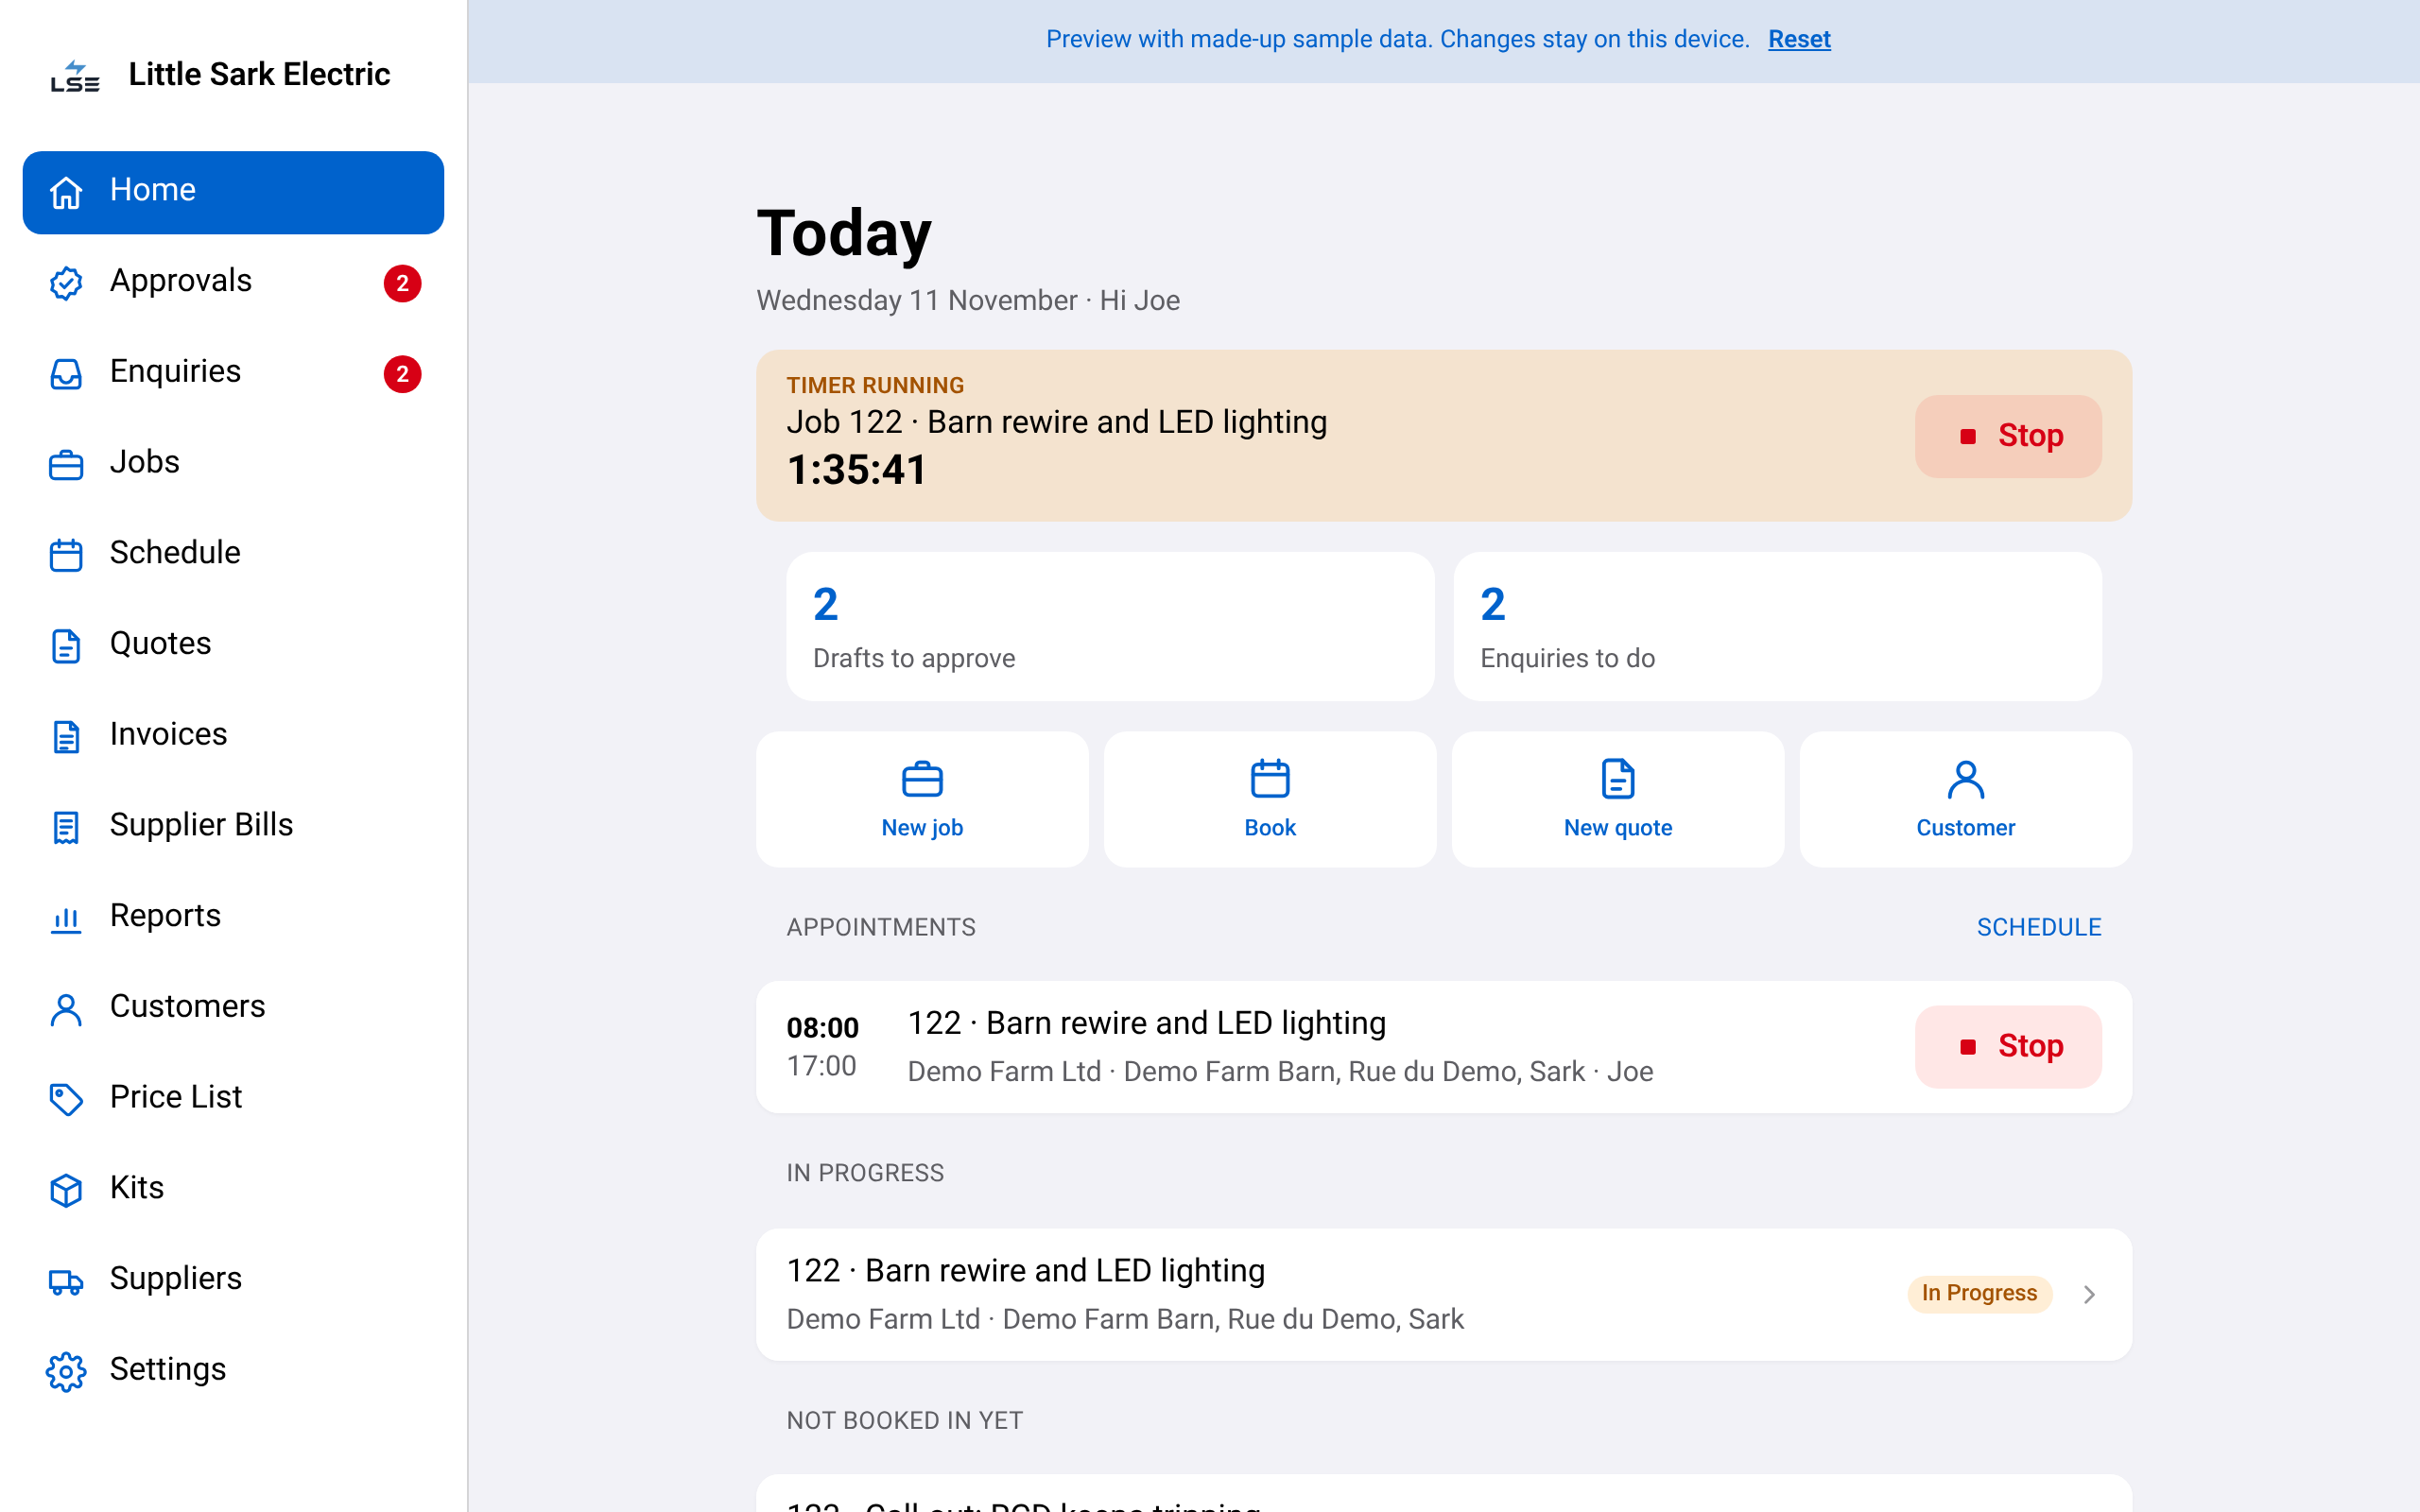 Preview with made-up sample data. Changes stay on this device. Reset
LSE Little Sark Electric
Home
Approvals 2
Enquiries 2
Jobs
Schedule
Quotes
Invoices
Supplier Bills
Reports
Customers
Price List
Kits
Suppliers
Settings
Today
Wednesday 11 November · Hi Joe
TIMER RUNNING
Job 122 · Barn rewire and LED lighting
1:35:41
Stop
2
Drafts to approve
2
Enquiries to do
New job
Book
New quote
Customer
APPOINTMENTS SCHEDULE
08:00 122 · Barn rewire and LED lighting
17:00 Demo Farm Ltd · Demo Farm Barn, Rue du Demo, Sark · Joe
Stop
IN PROGRESS
122 · Barn rewire and LED lighting
Demo Farm Ltd · Demo Farm Barn, Rue du Demo, Sark
In Progress
NOT BOOKED IN YET